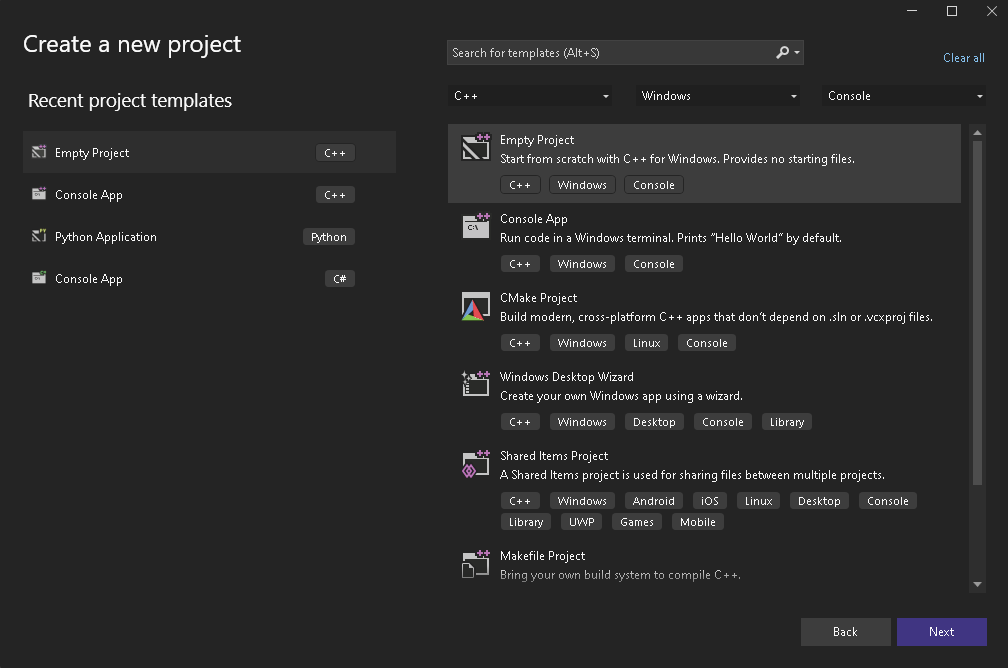 Create a new project
Search for templates (Alt+S)
Clear all
Recent project templates
C++ Windows Console
Empty Project C++
Console App C++
Python Application Python
Console App C#
Empty Project
Start from scratch with C++ for Windows. Provides no starting files.
C++ Windows Console
Console App
Run code in a Windows terminal. Prints "Hello World" by default.
C++ Windows Console
CMake Project
Build modern, cross-platform C++ apps that don't depend on .sln or .vcxproj files.
C++ Windows Linux Console
Windows Desktop Wizard
Create your own Windows app using a wizard.
C++ Windows Desktop Console Library
Shared Items Project
A Shared Items project is used for sharing files between multiple projects.
C++ Windows Android iOS Linux Desktop Console
Library UWP Games Mobile
Makefile Project
Bring your own build system to compile C++.
Back Next